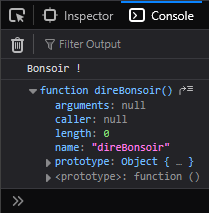 Inspector
Console
Filter Output
Bonsoir !
function direBonsoir()
arguments: null
caller: null
length: 0
name: "direBonsoir"
prototype: Object { … }
<prototype>: function ()